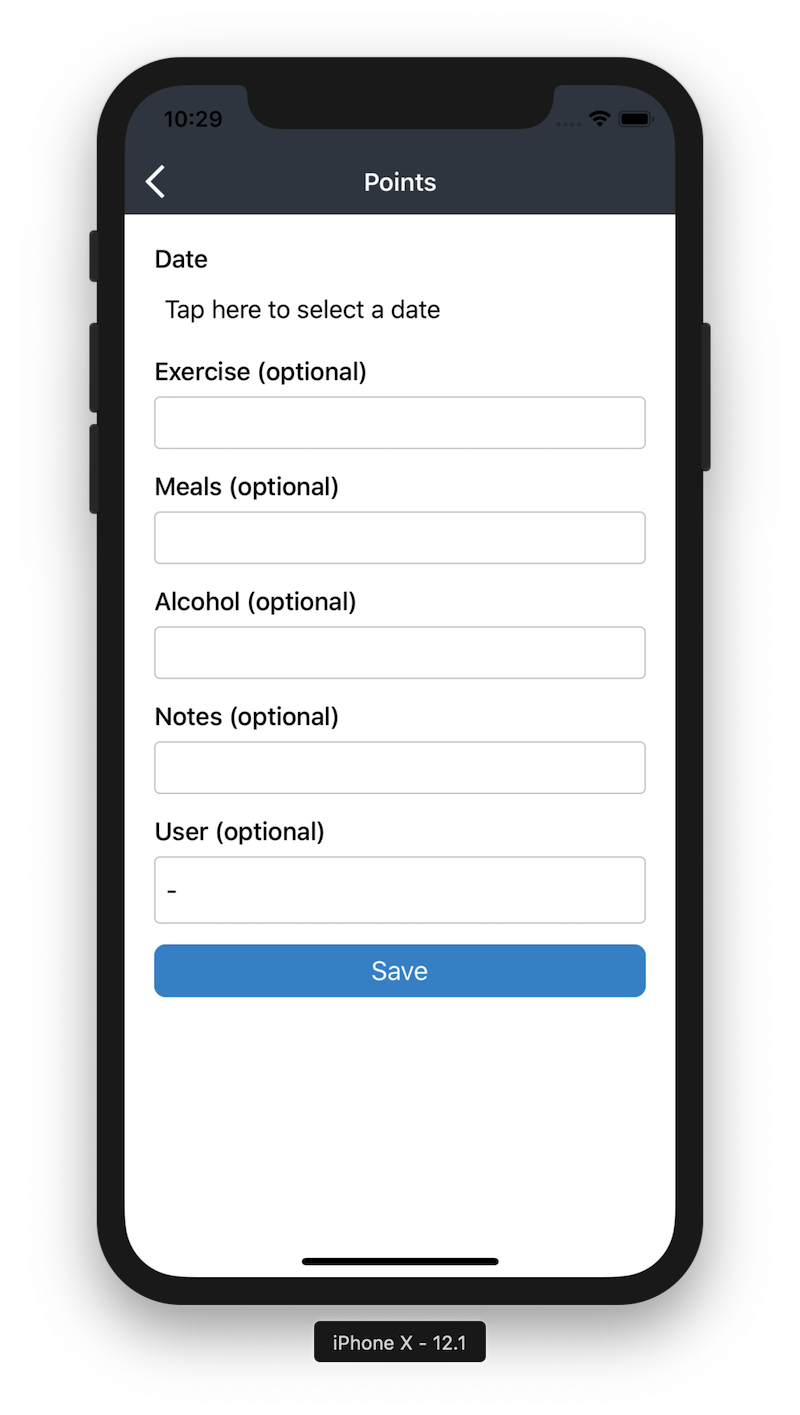 10:29
Points
Date
Tap here to select a date
Exercise (optional)
Meals (optional)
Alcohol (optional)
Notes (optional)
User (optional)
-
Save
iPhone X - 12.1